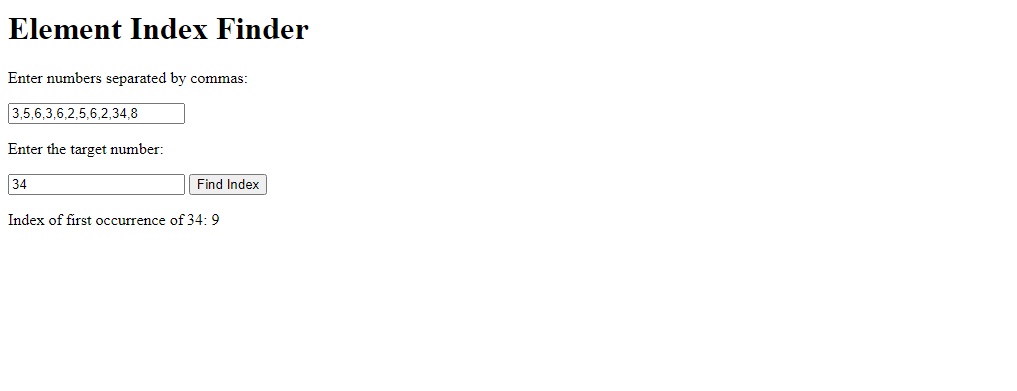 Element Index Finder
Enter numbers separated by commas:
3,5,6,3,6,2,5,6,2,34,8
Enter the target number:
34 Find Index
Index of first occurrence of 34: 9